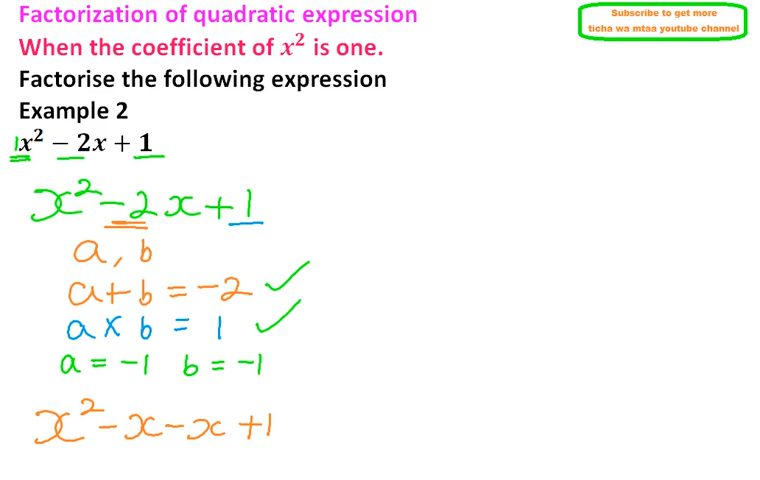 Factorization of quadratic expression
Subscribe to get more
ticha wa mtaa youtube channel
When the coefficient of x² is one.
Factorise the following expression
Example 2
1x² − 2x + 1
x² − 2x + 1
a, b
a + b = −2 ✓
a × b = 1 ✓
a = −1 b = −1
x² − x − x + 1